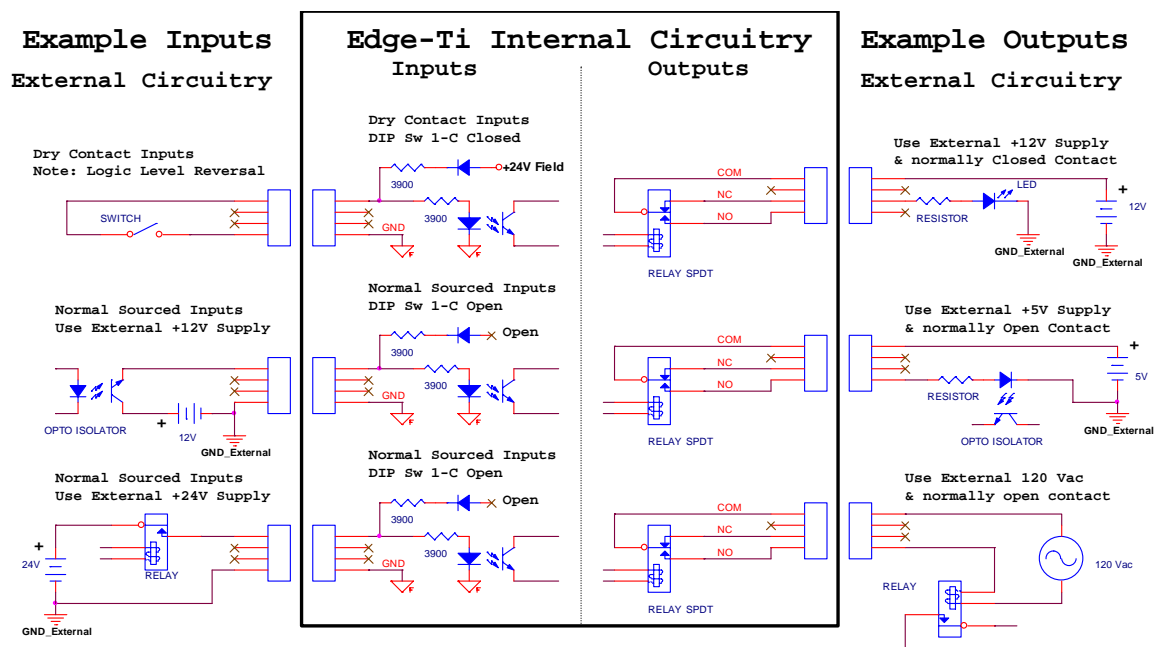 Example Inputs
External Circuitry
Edge-Ti Internal Circuitry
Inputs
Outputs
Example Outputs
External Circuitry
Dry Contact Inputs
Note: Logic Level Reversal
SWITCH
Dry Contact Inputs
DIP Sw 1-C Closed
+24V Field
3900
3900
GND
F
F
COM
NC
NO
RELAY SPDT
Use External +12V Supply
& normally Closed Contact
LED
RESISTOR
+
12V
GND_External
GND_External
Normal Sourced Inputs
Use External +12V Supply
OPTO ISOLATOR
+
12V
GND_External
Normal Sourced Inputs
DIP Sw 1-C Open
Open
3900
3900
GND
F
F
COM
NC
NO
RELAY SPDT
Use External +5V Supply
& normally Open Contact
RESISTOR
OPTO ISOLATOR
+
5V
GND_External
Normal Sourced Inputs
Use External +24V Supply
+
24V
RELAY
GND_External
Normal Sourced Inputs
DIP Sw 1-C Open
Open
3900
3900
GND
F
F
COM
NC
NO
RELAY SPDT
Use External 120 Vac
& normally open contact
RELAY
120 Vac